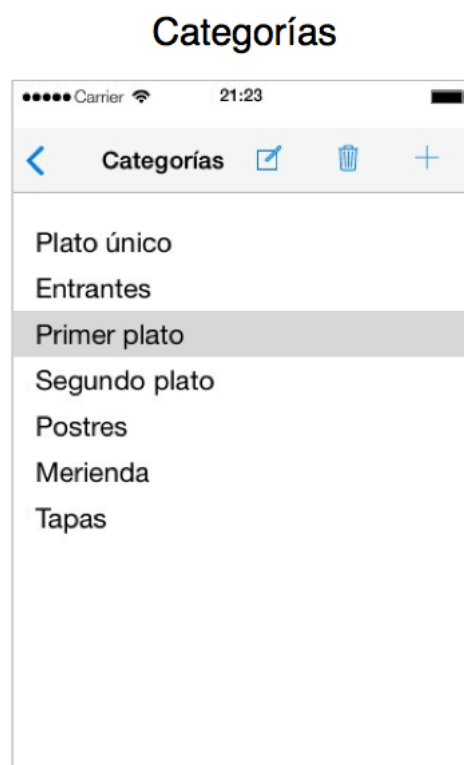 Categorías
Carrier 21:23
Categorías
Plato único
Entrantes
Primer plato
Segundo plato
Postres
Merienda
Tapas